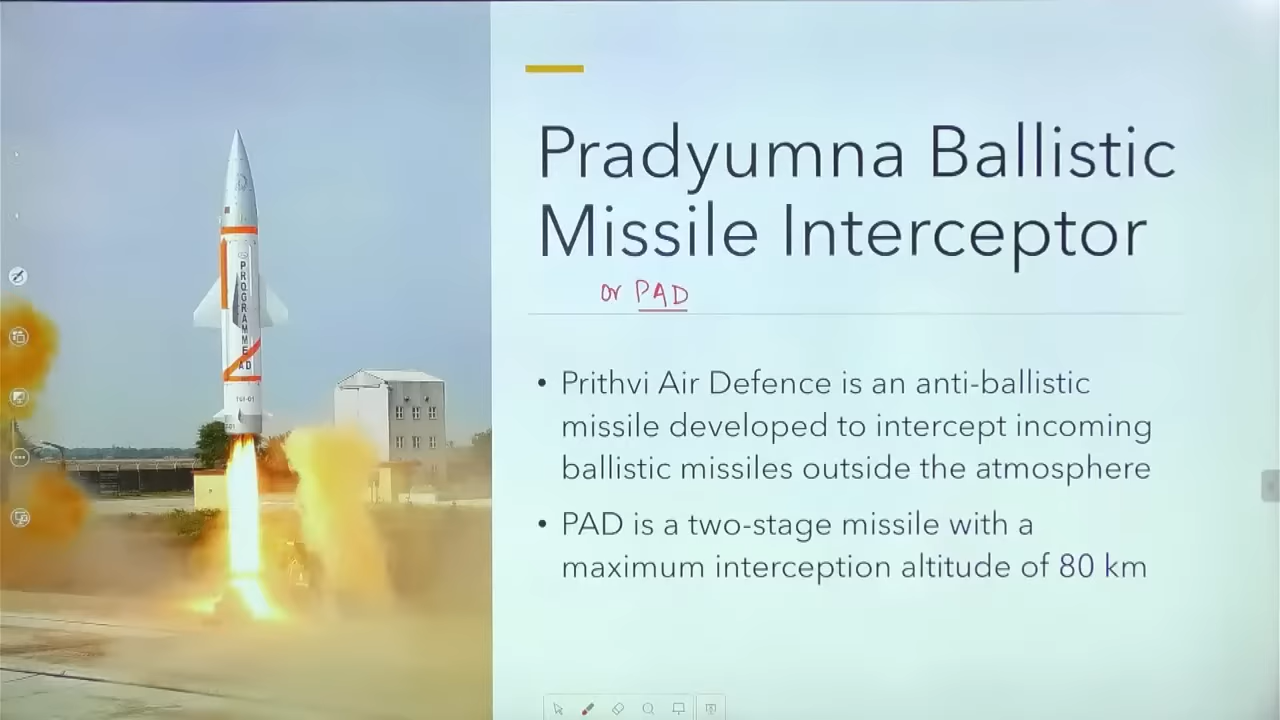 Pradyumna Ballistic
Missile Interceptor
or PAD
• Prithvi Air Defence is an anti-ballistic
missile developed to intercept incoming
ballistic missiles outside the atmosphere
• PAD is a two-stage missile with a
maximum interception altitude of 80 km
PROGRAMME
AD